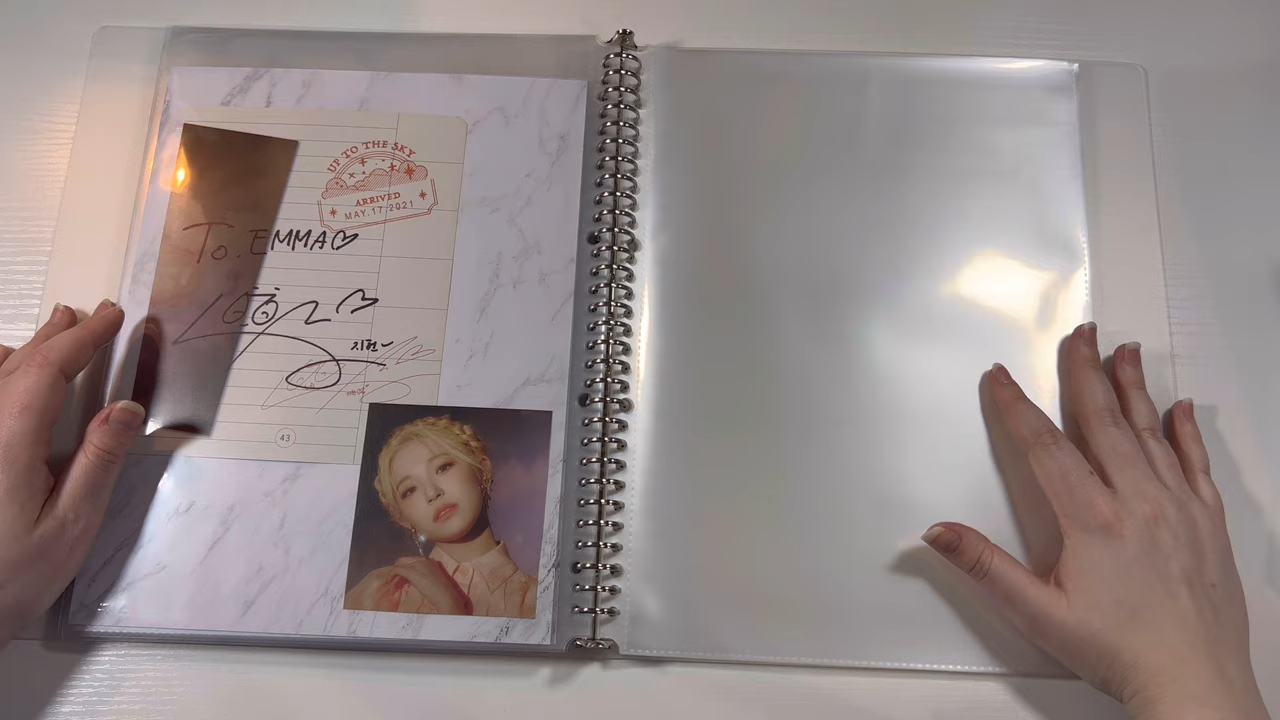 UP TO THE SKY
ARRIVED
MAY.17.2021
To. EMMA♡
지헌~
43